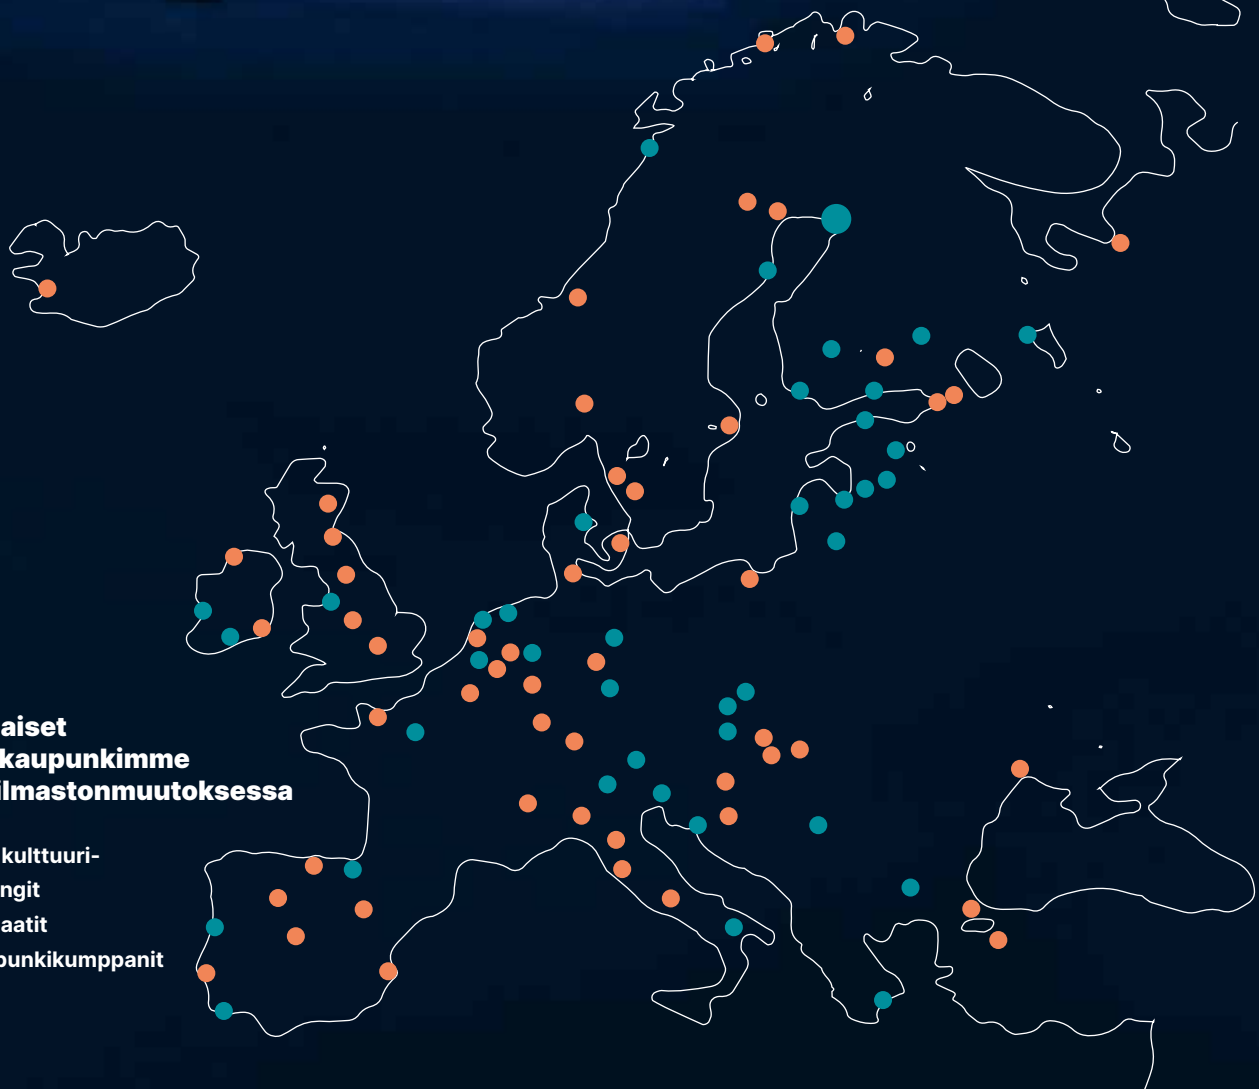 aiset
kaupunkimme
ilmastonmuutoksessa
kulttuuri-
ngit
aatit
punkikumppanit